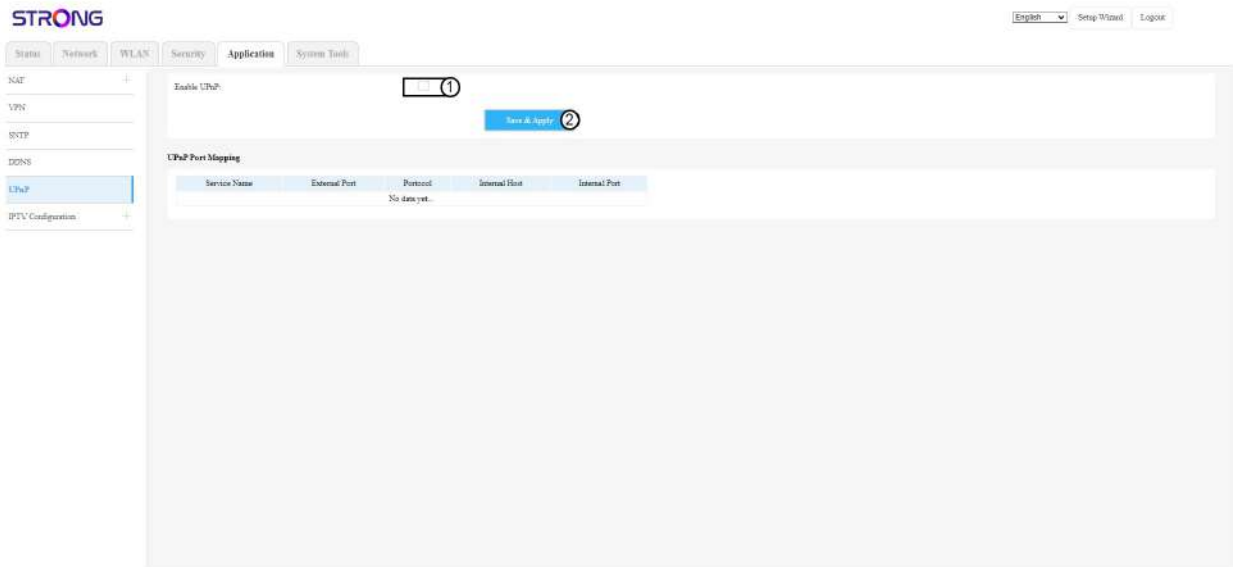 STRONG
English Setup Wizard Logout
Status Network WLAN Security Application System Tools
NAT
VPN
SNTP
DDNS
UPnP
IPTV Configuration
Enable UPnP:
1
Save & Apply 2
UPnP Port Mapping
Service Name External Port Portocol Internal Host Internal Port
No data yet...